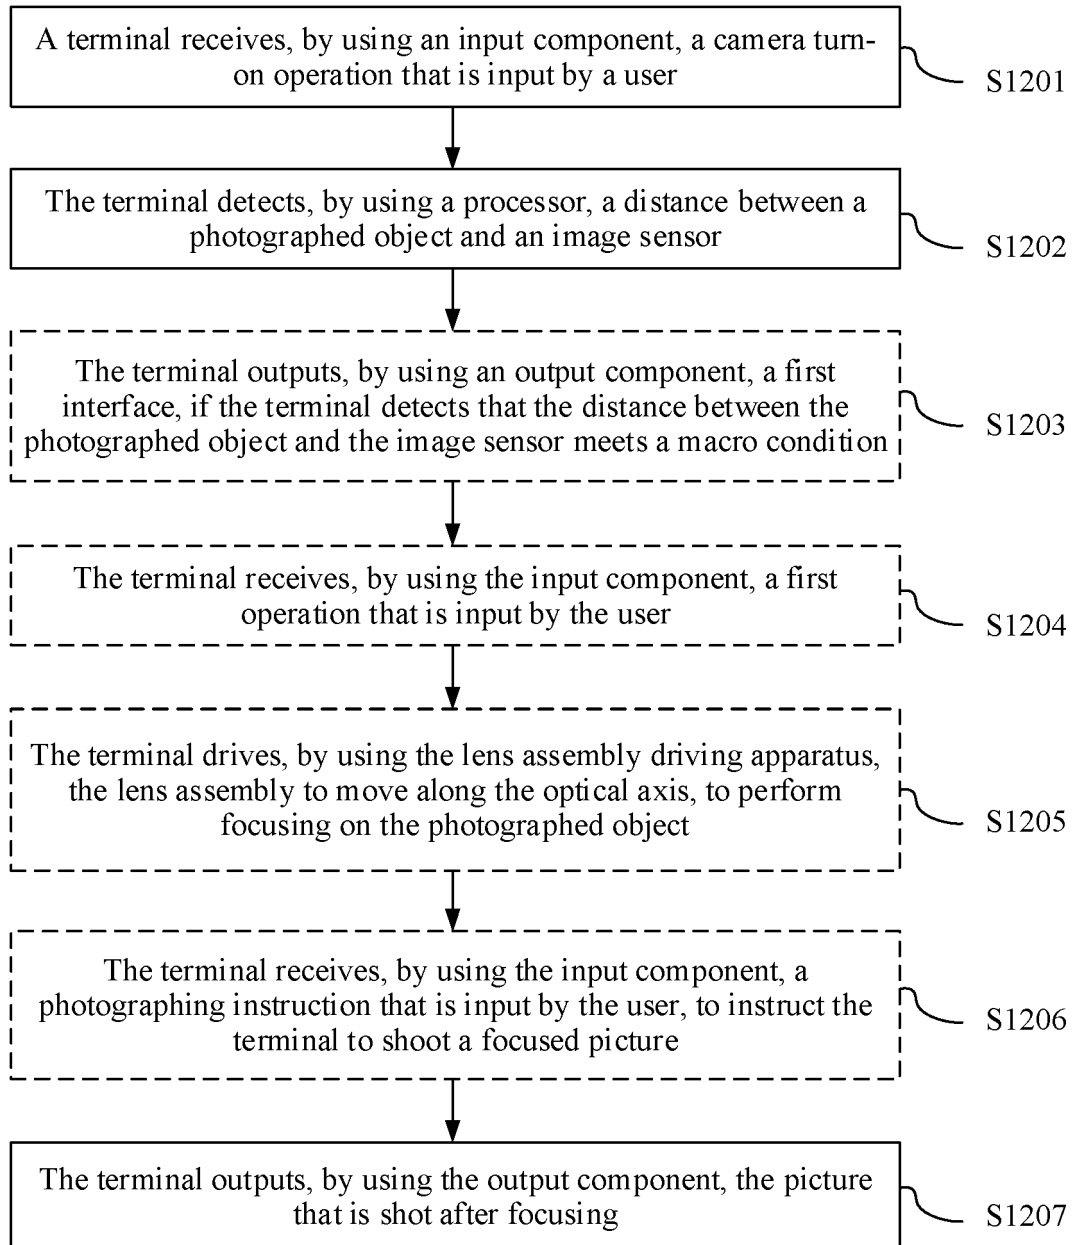 A terminal receives, by using an input component, a camera turn-
on operation that is input by a user
S1201
The terminal detects, by using a processor, a distance between a
photographed object and an image sensor
S1202
The terminal outputs, by using an output component, a first
interface, if the terminal detects that the distance between the
photographed object and the image sensor meets a macro condition
S1203
The terminal receives, by using the input component, a first
operation that is input by the user
S1204
The terminal drives, by using the lens assembly driving apparatus,
the lens assembly to move along the optical axis, to perform
focusing on the photographed object
S1205
The terminal receives, by using the input component, a
photographing instruction that is input by the user, to instruct the
terminal to shoot a focused picture
S1206
The terminal outputs, by using the output component, the picture
that is shot after focusing
S1207